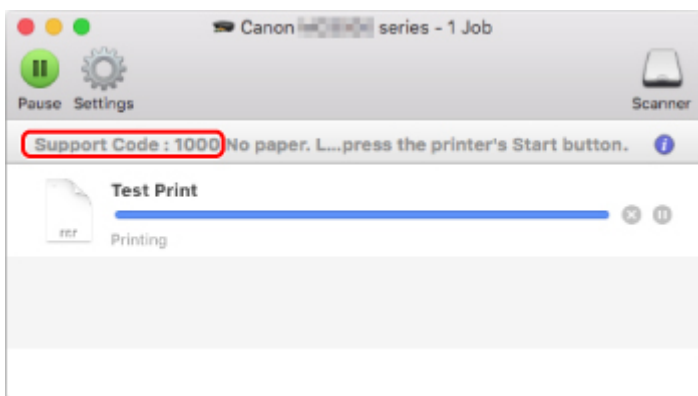 Canon series - 1 Job
Pause Settings Scanner
Support Code : 1000 No paper. L...press the printer's Start button.
Test Print
Printing